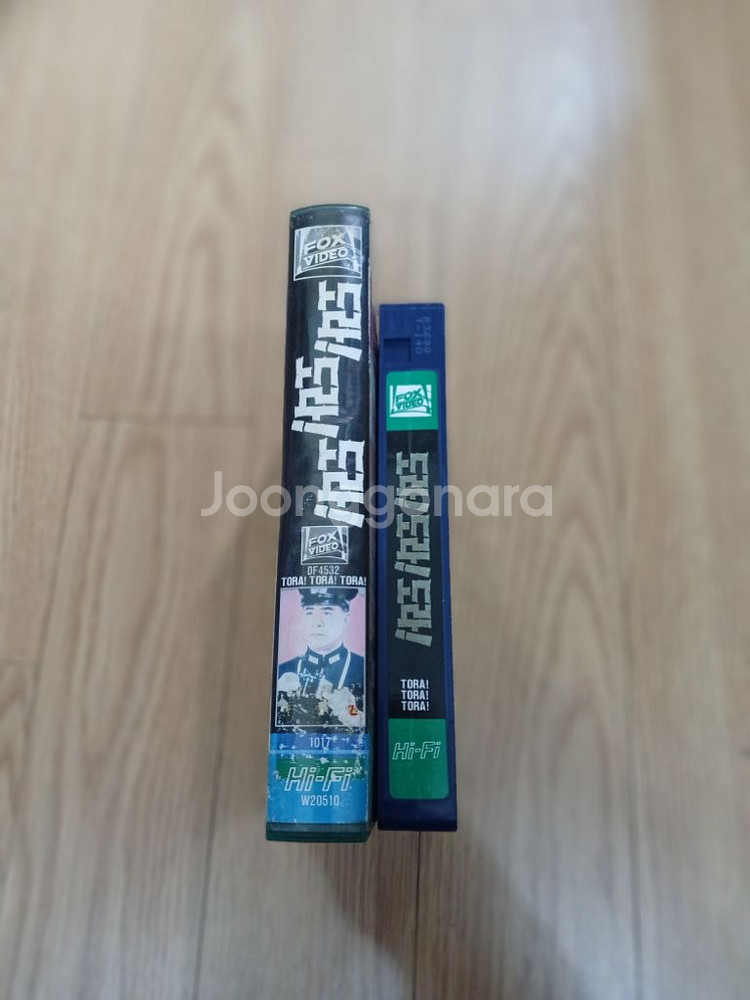 FOX
VIDEO
도라! 도라! 도라!
FOX
VIDEO
DF4532
TORA! TORA! TORA!
1017
Hi-Fi
W20510
FOX
VIDEO
도라! 도라! 도라!
TORA!
TORA!
TORA!
Hi-Fi
Joonggonara